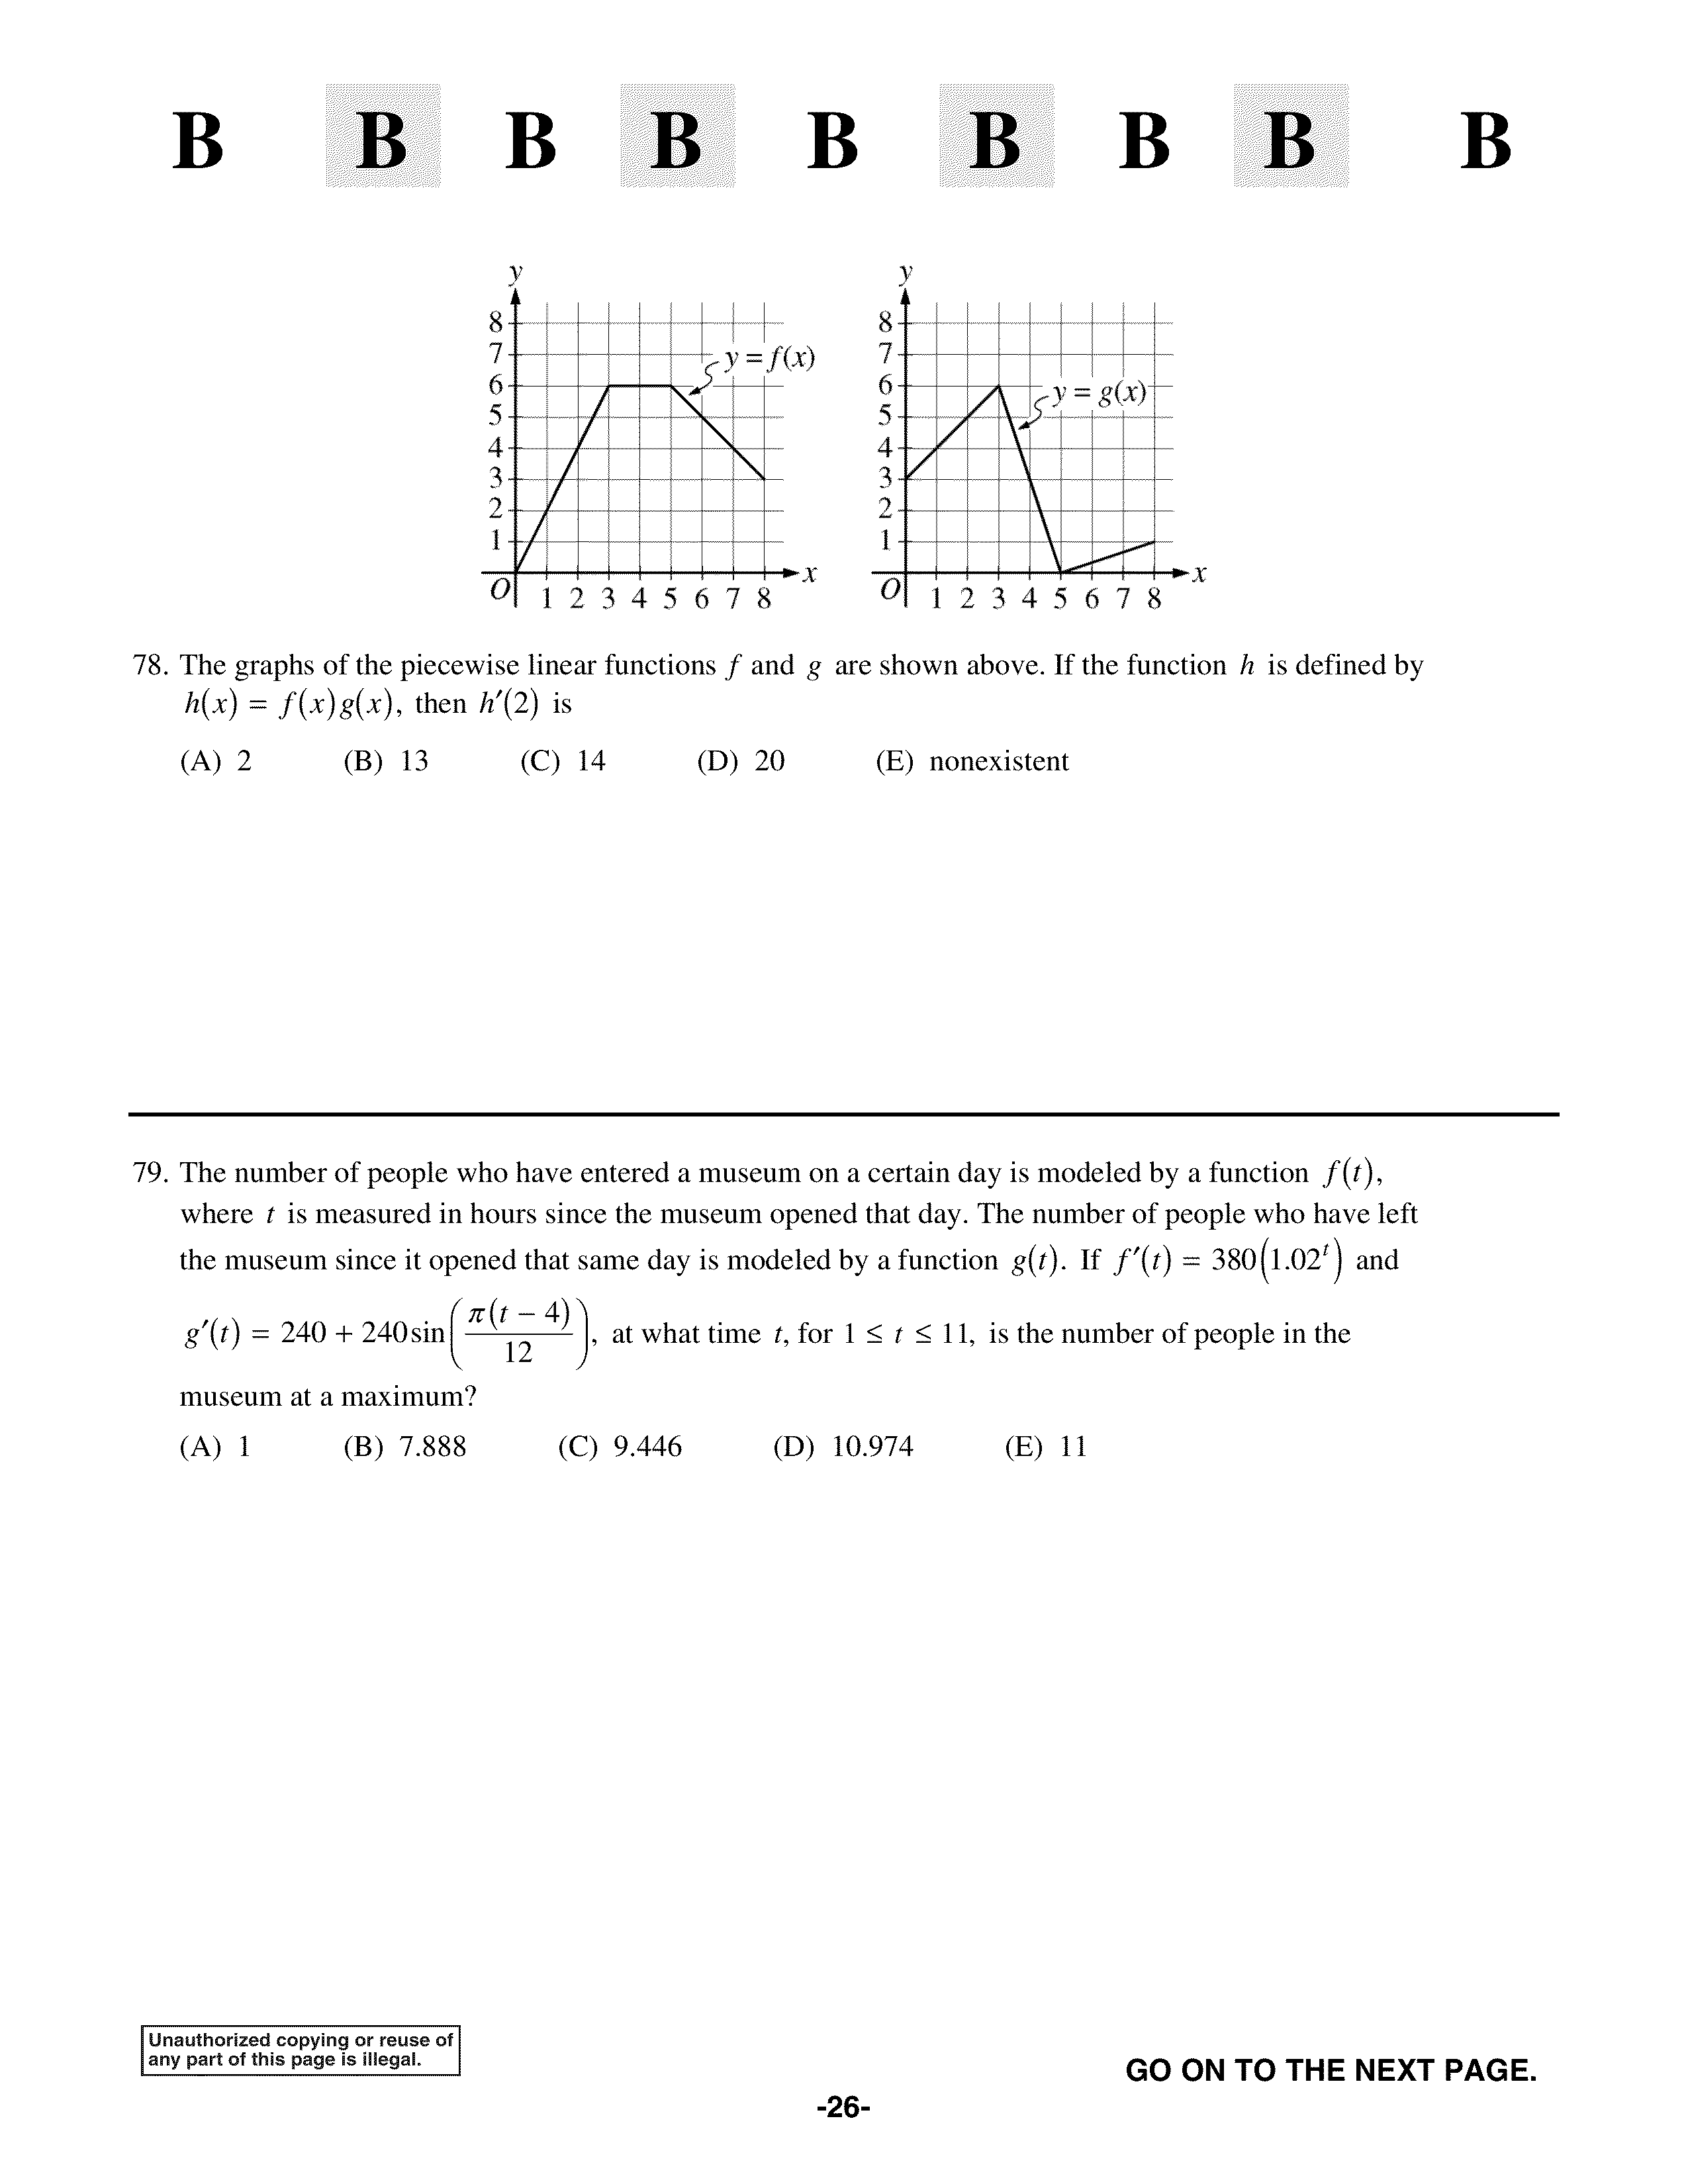 B B B B B B B B B
y
8
7
6
5
4
3
2
1
O
1 2 3 4 5 6 7 8
x
y = f(x)
y
8
7
6
5
4
3
2
1
O
1 2 3 4 5 6 7 8
x
y = g(x)
78. The graphs of the piecewise linear functions f and g are shown above. If the function h is defined by
h(x) = f(x)g(x), then h′(2) is
(A) 2 (B) 13 (C) 14 (D) 20 (E) nonexistent
79. The number of people who have entered a museum on a certain day is modeled by a function f(t),
where t is measured in hours since the museum opened that day. The number of people who have left
the museum since it opened that same day is modeled by a function g(t). If f′(t) = 380(1.02^t) and
g′(t) = 240 + 240 sin(π(t − 4)/12), at what time t, for 1 ≤ t ≤ 11, is the number of people in the
museum at a maximum?
(A) 1 (B) 7.888 (C) 9.446 (D) 10.974 (E) 11
Unauthorized copying or reuse of
any part of this page is illegal.
GO ON TO THE NEXT PAGE.
-26-